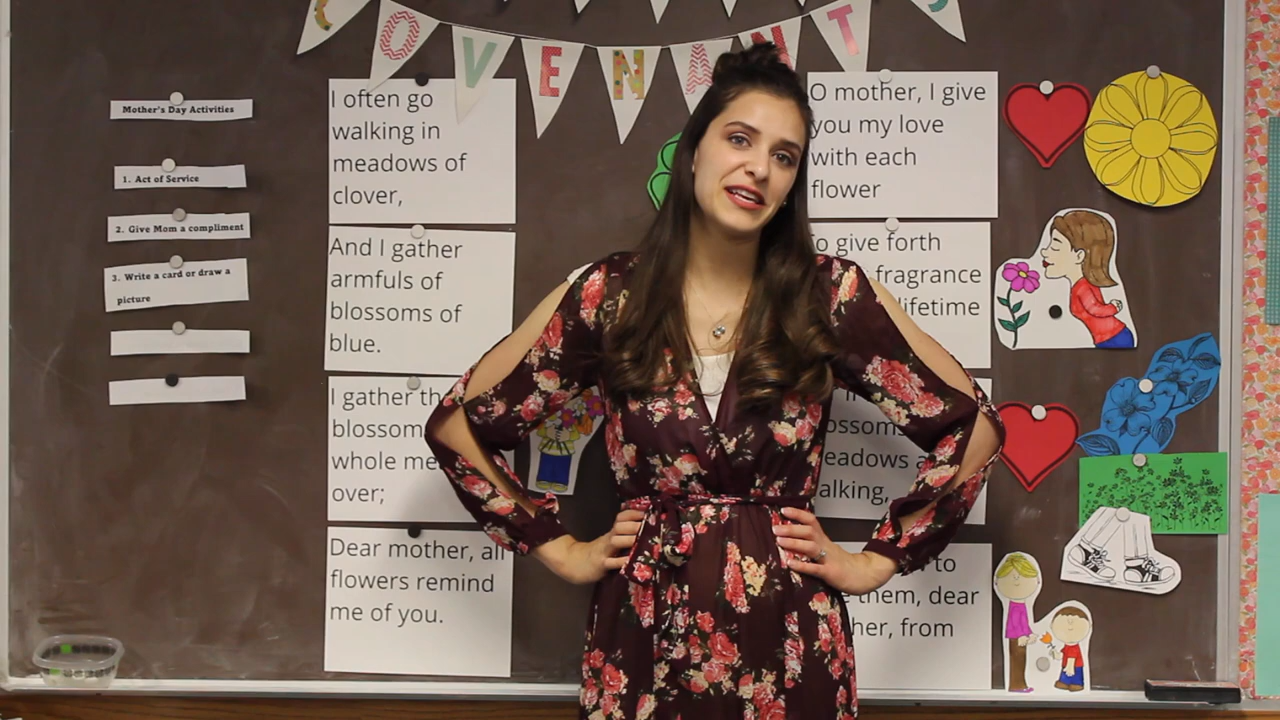 COVENANTS
Mother's Day Activities
1. Act of Service
2. Give Mom a compliment
3. Write a card or draw a
picture
I often go
walking in
meadows of
clover,
And I gather
armfuls of
blossoms of
blue.
I gather the
blossoms
whole
over;
Dear mother, all
flowers remind
me of you.
O mother, I give
you my love
with each
flower
To give forth
fragrance
lifetime
walking,
to
them, dear
from